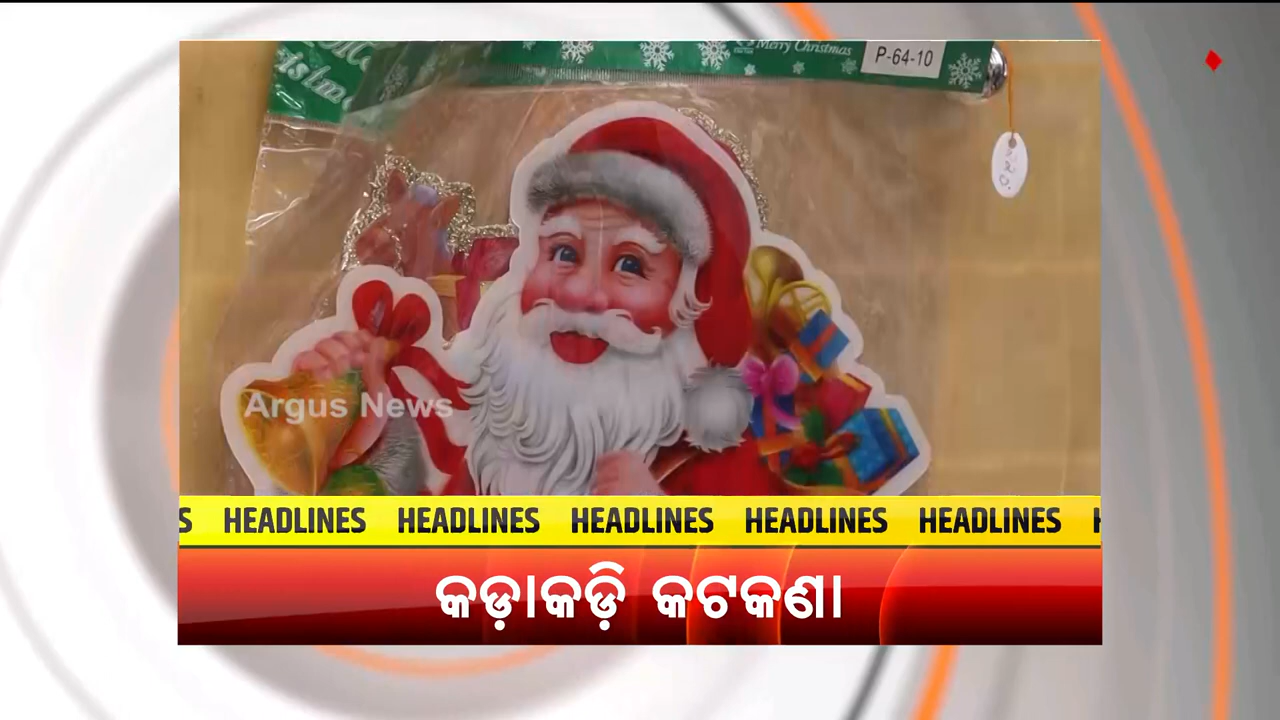 Merry Christmas
P-64-10
Argus News
HEADLINES HEADLINES HEADLINES HEADLINES HEADLINES
କଡ଼ାକଡ଼ି କଟକଣା